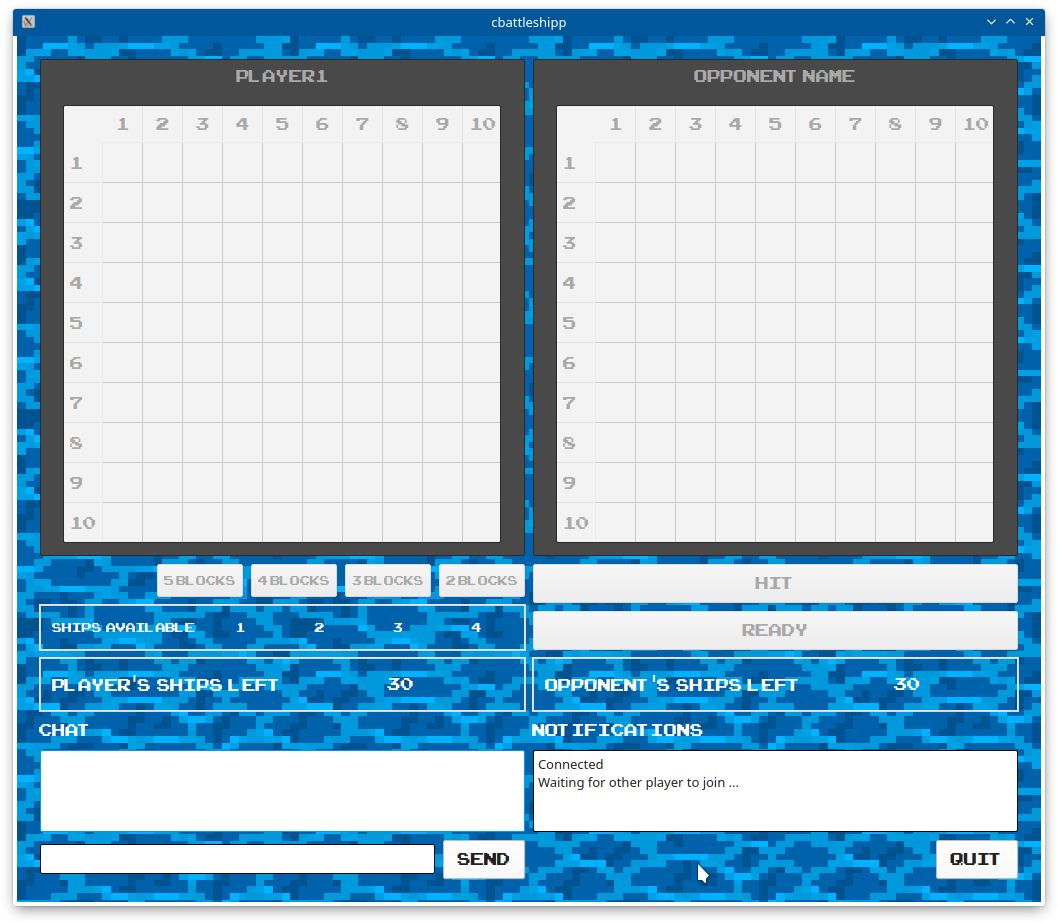 cbattleshipp
PLAYER1
1 2 3 4 5 6 7 8 9 10
1
2
3
4
5
6
7
8
9
10
OPPONENT NAME
1 2 3 4 5 6 7 8 9 10
1
2
3
4
5
6
7
8
9
10
5 BLOCKS 4 BLOCKS 3 BLOCKS 2 BLOCKS
HIT
SHIPS AVAILABLE 1 2 3 4
READY
PLAYER'S SHIPS LEFT 30
OPPONENT'S SHIPS LEFT 30
CHAT
NOTIFICATIONS
Connected
Waiting for other player to join ...
SEND
QUIT